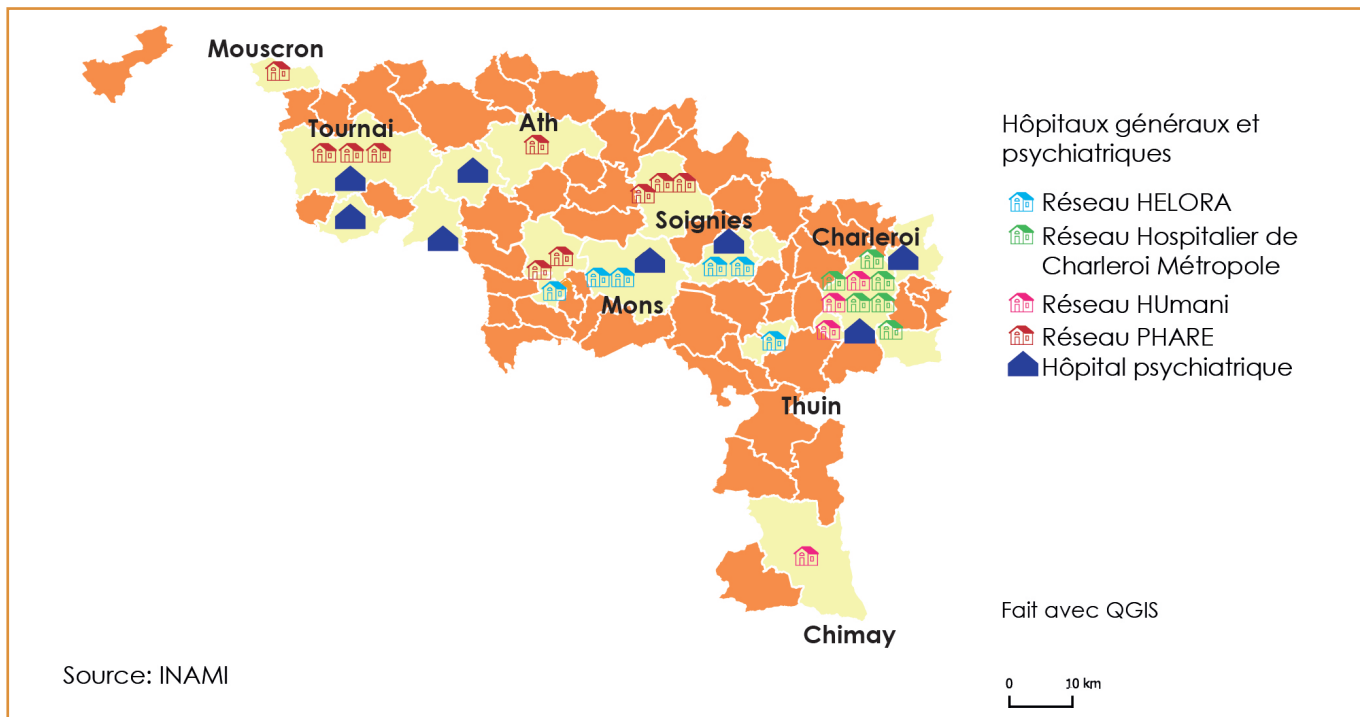 Mouscron
Tournai
Ath
Soignies
Charleroi
Mons
Thuin
Chimay
Hôpitaux généraux et
psychiatriques
Réseau HELORA
Réseau Hospitalier de
Charleroi Métropole
Réseau HUmani
Réseau PHARE
Hôpital psychiatrique
Fait avec QGIS
Source: INAMI
0 10 km